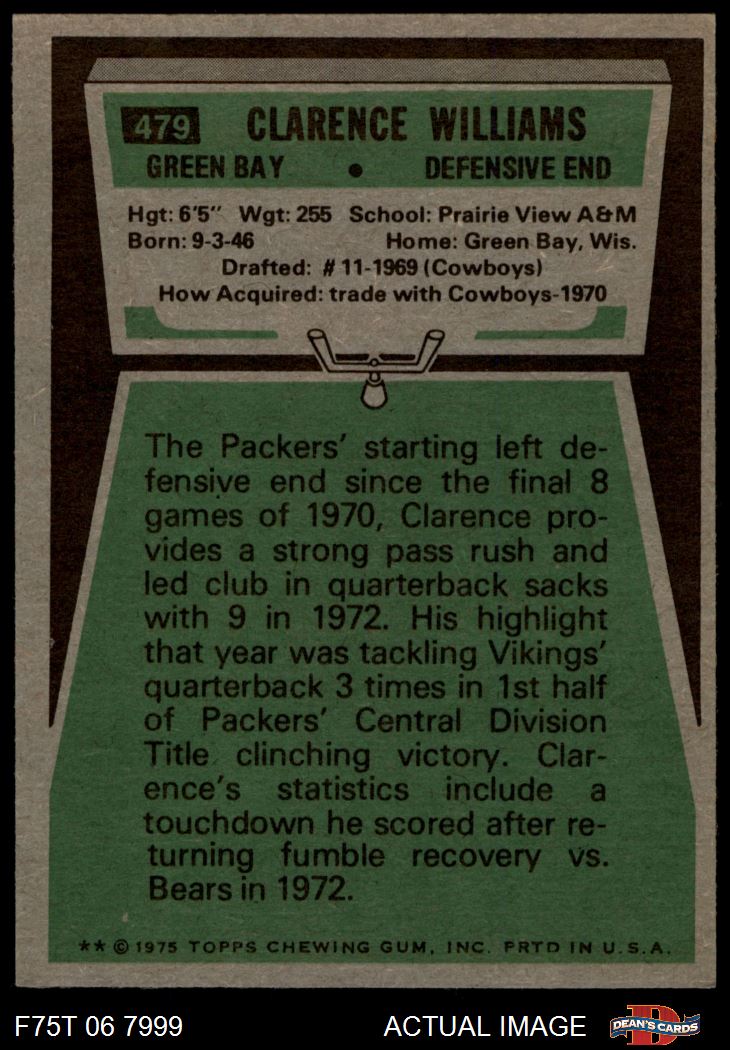 479 CLARENCE WILLIAMS
GREEN BAY • DEFENSIVE END
Hgt: 6'5" Wgt: 255 School: Prairie View A&M
Born: 9-3-46 Home: Green Bay, Wis.
Drafted: #11-1969 (Cowboys)
How Acquired: trade with Cowboys-1970
The Packers' starting left de-
fensive end since the final 8
games of 1970, Clarence pro-
vides a strong pass rush and
led club in quarterback sacks
with 9 in 1972. His highlight
that year was tackling Vikings'
quarterback 3 times in 1st half
of Packers' Central Division
Title clinching victory. Clar-
ence's statistics include a
touchdown he scored after re-
turning fumble recovery vs.
Bears in 1972.
** © 1975 TOPPS CHEWING GUM, INC. PRTD IN U.S.A.
F75T 06 7999 ACTUAL IMAGE D DEAN'S CARDS